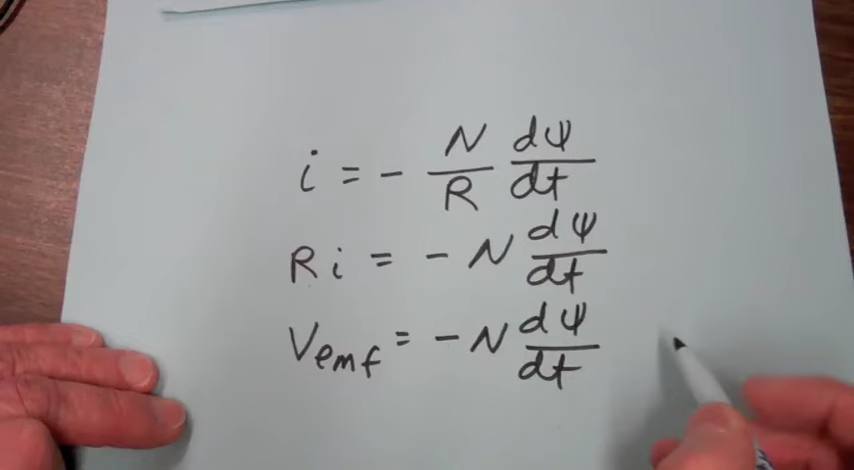 i = - N/R dψ/dt
Ri = - N dψ/dt
Vemf = - N dψ/dt